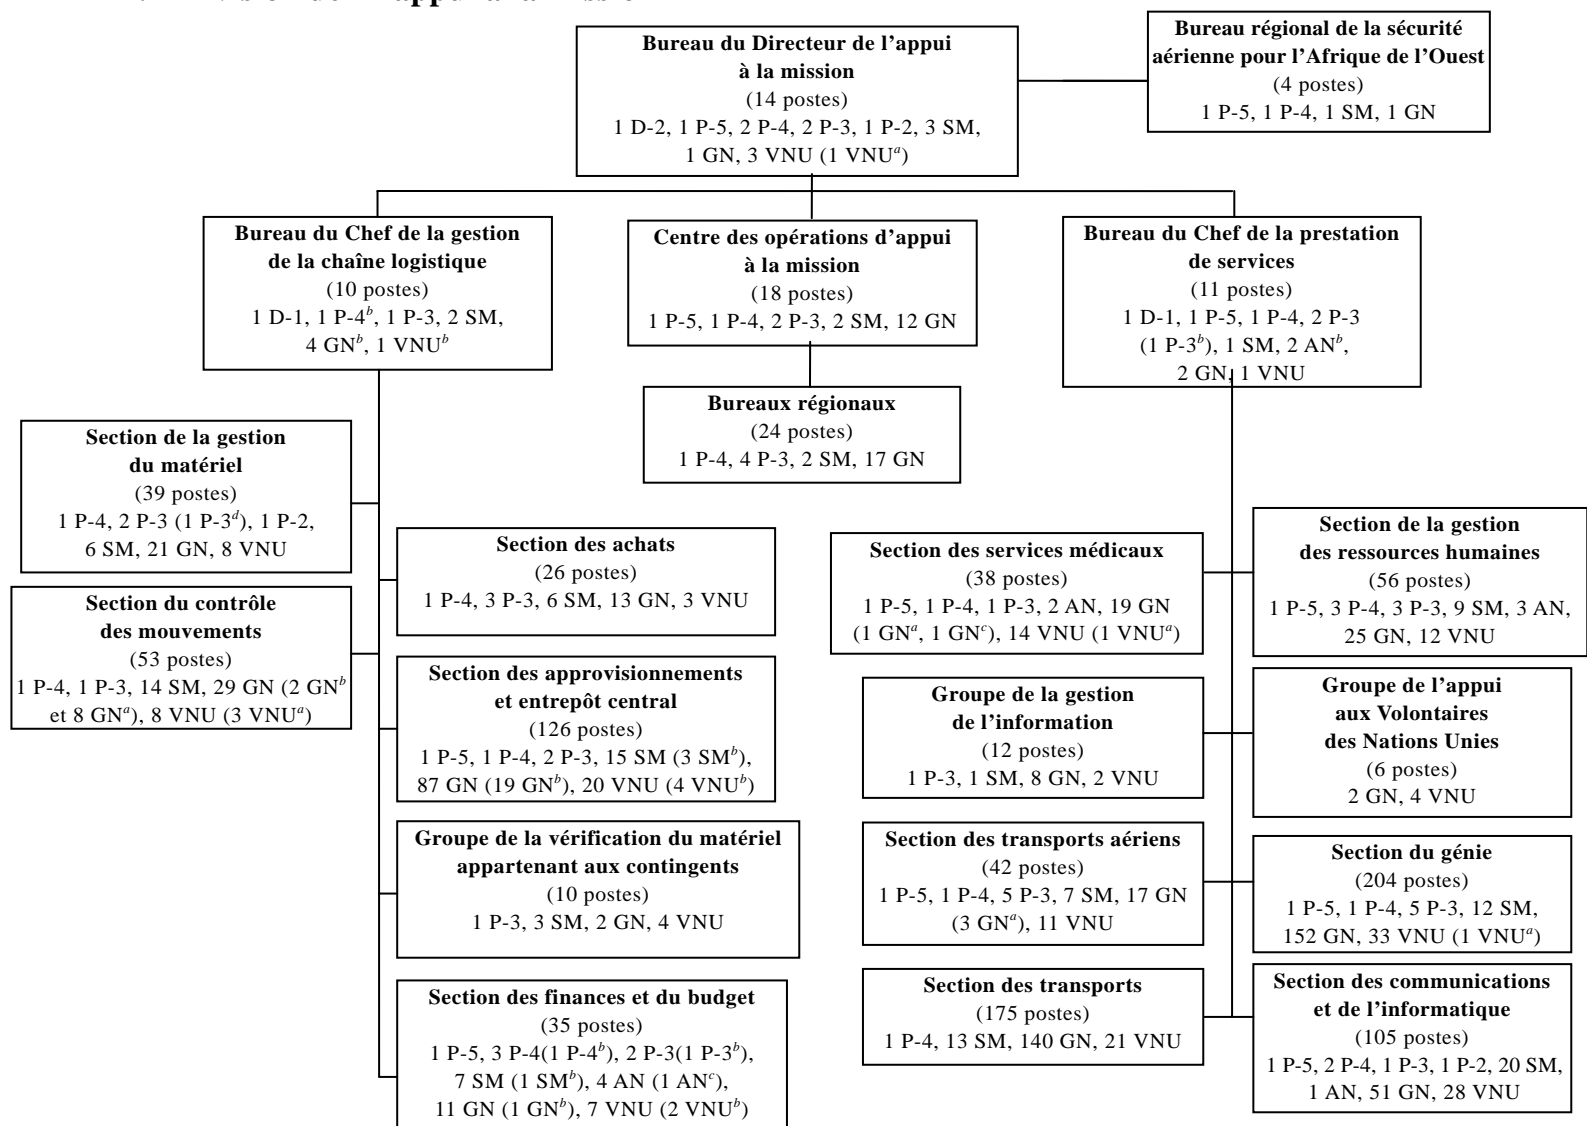 Bureau du Directeur de l’appui
à la mission
(14 postes)
1 D-2, 1 P-5, 2 P-4, 2 P-3, 1 P-2, 3 SM,
1 GN, 3 VNU (1 VNUa)
Bureau régional de la sécurité
aérienne pour l’Afrique de l’Ouest
(4 postes)
1 P-5, 1 P-4, 1 SM, 1 GN
Bureau du Chef de la gestion
de la chaîne logistique
(10 postes)
1 D-1, 1 P-4b, 1 P-3, 2 SM,
4 GNb, 1 VNUb
Centre des opérations d’appui
à la mission
(18 postes)
1 P-5, 1 P-4, 2 P-3, 2 SM, 12 GN
Bureau du Chef de la prestation
de services
(11 postes)
1 D-1, 1 P-5, 1 P-4, 2 P-3
(1 P-3b), 1 SM, 2 ANb,
2 GN, 1 VNU
Bureaux régionaux
(24 postes)
1 P-4, 4 P-3, 2 SM, 17 GN
Section de la gestion
du matériel
(39 postes)
1 P-4, 2 P-3 (1 P-3d), 1 P-2,
6 SM, 21 GN, 8 VNU
Section des achats
(26 postes)
1 P-4, 3 P-3, 6 SM, 13 GN, 3 VNU
Section du contrôle
des mouvements
(53 postes)
1 P-4, 1 P-3, 14 SM, 29 GN (2 GNb
et 8 GNa), 8 VNU (3 VNUa)
Section des approvisionnements
et entrepôt central
(126 postes)
1 P-5, 1 P-4, 2 P-3, 15 SM (3 SMb),
87 GN (19 GNb), 20 VNU (4 VNUb)
Groupe de la vérification du matériel
appartenant aux contingents
(10 postes)
1 P-3, 3 SM, 2 GN, 4 VNU
Section des finances et du budget
(35 postes)
1 P-5, 3 P-4(1 P-4b), 2 P-3(1 P-3b),
7 SM (1 SMb), 4 AN (1 ANc),
11 GN (1 GNb), 7 VNU (2 VNUb)
Section des services médicaux
(38 postes)
1 P-5, 1 P-4, 1 P-3, 2 AN, 19 GN
(1 GNa, 1 GNc), 14 VNU (1 VNUa)
Section de la gestion
des ressources humaines
(56 postes)
1 P-5, 3 P-4, 3 P-3, 9 SM, 3 AN,
25 GN, 12 VNU
Groupe de la gestion
de l’information
(12 postes)
1 P-3, 1 SM, 8 GN, 2 VNU
Groupe de l’appui
aux Volontaires
des Nations Unies
(6 postes)
2 GN, 4 VNU
Section des transports aériens
(42 postes)
1 P-5, 1 P-4, 5 P-3, 7 SM, 17 GN
(3 GNa), 11 VNU
Section du génie
(204 postes)
1 P-5, 1 P-4, 5 P-3, 12 SM,
152 GN, 33 VNU (1 VNUa)
Section des transports
(175 postes)
1 P-4, 13 SM, 140 GN, 21 VNU
Section des communications
et de l’informatique
(105 postes)
1 P-5, 2 P-4, 1 P-3, 1 P-2, 20 SM,
1 AN, 51 GN, 28 VNU